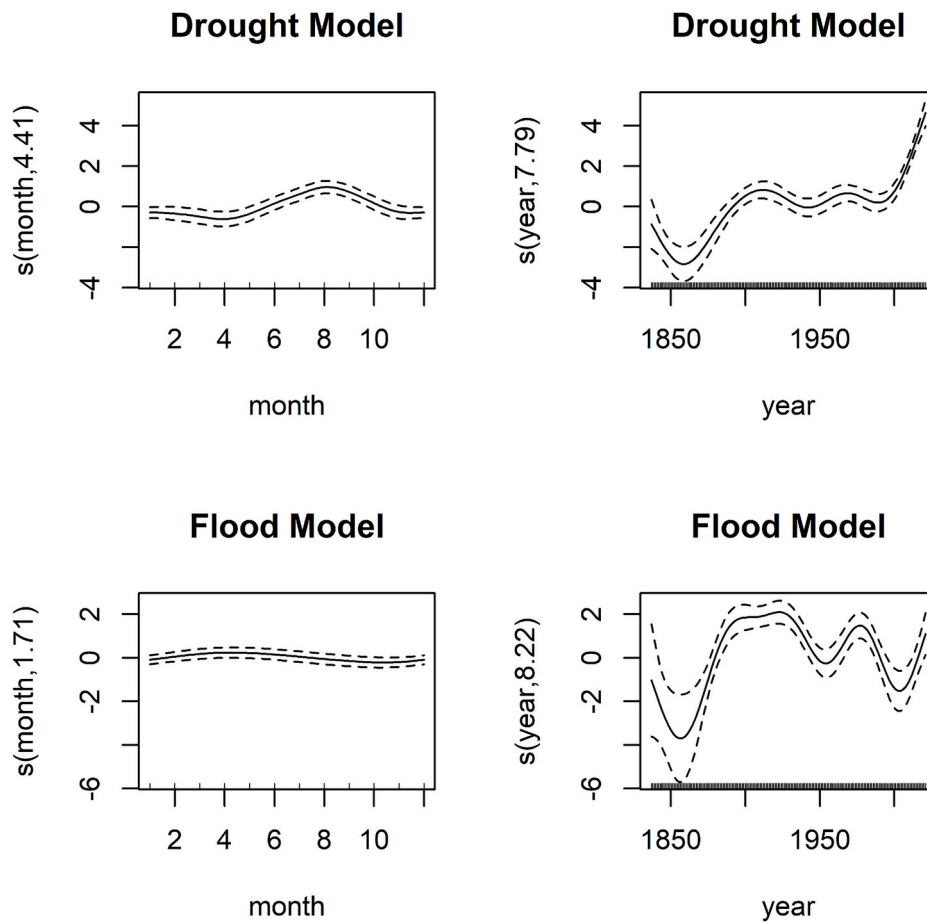 Drought Model
s(month,4.41)
4
2
0
-4
2 4 6 8 10
month
Drought Model
s(year,7.79)
4
2
0
-4
1850 1950
year
Flood Model
s(month,1.71)
2
0
-2
-6
2 4 6 8 10
month
Flood Model
s(year,8.22)
2
0
-2
-6
1850 1950
year